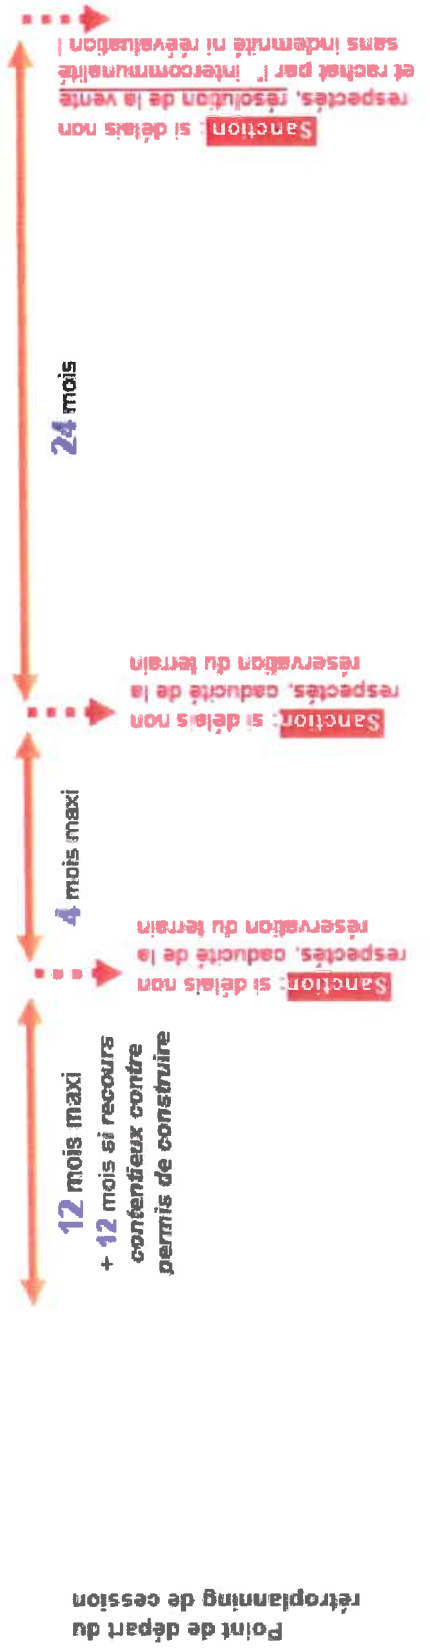 Point de départ du
rétroplanning de cession
12 mois maxi
+ 12 mois si recours
contentieux contre
permis de construire
Sanction : si délais non
respectés, caducité de la
réservation du terrain
4 mois maxi
Sanction : si délais non
respectés, caducité de la
réservation du terrain
24 mois
Sanction : si délais non
respectés, résolution de la vente
et rachat par l' intercommunalité
sans indemnité ni réévaluation !